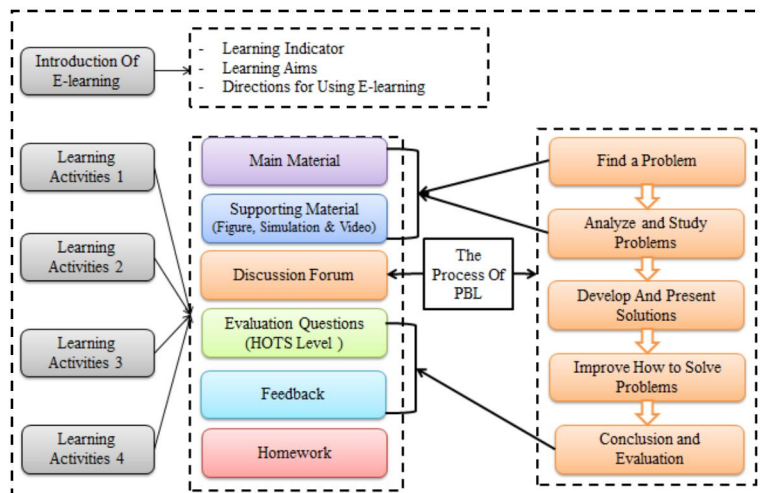 Introduction Of
E-learning
- Learning Indicator
- Learning Aims
- Directions for Using E-learning
Learning
Activities 1
Learning
Activities 2
Learning
Activities 3
Learning
Activities 4
Main Material
Supporting Material
(Figure, Simulation & Video)
Discussion Forum
Evaluation Questions
(HOTS Level )
Feedback
Homework
The
Process Of
PBL
Find a Problem
Analyze and Study
Problems
Develop And Present
Solutions
Improve How to Solve
Problems
Conclusion and
Evaluation